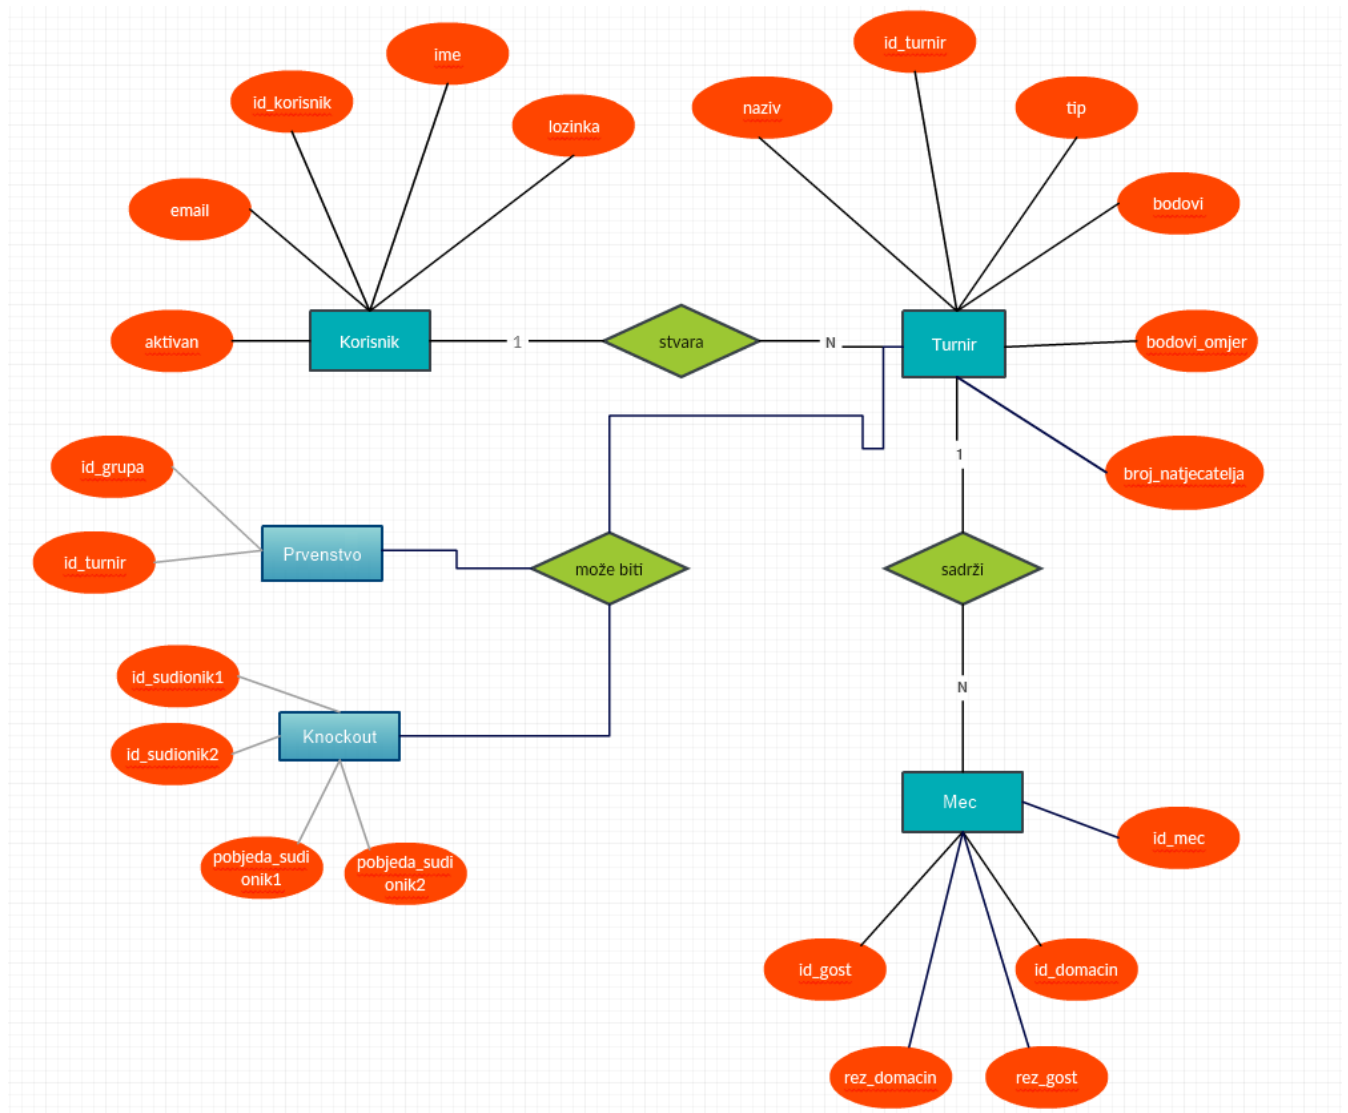 id_turnir
ime
id_korisnik
naziv
tip
lozinka
email
bodovi
aktivan
Korisnik
1
stvara
N
Turnir
bodovi_omjer
id_grupa
1
broj_natjecatelja
Prvenstvo
id_turnir
može biti
sadrži
id_sudionik1
N
Knockout
id_sudionik2
Mec
id_mec
pobjeda_sudi
onik1
pobjeda_sudi
onik2
id_gost
id_domacin
rez_domacin
rez_gost